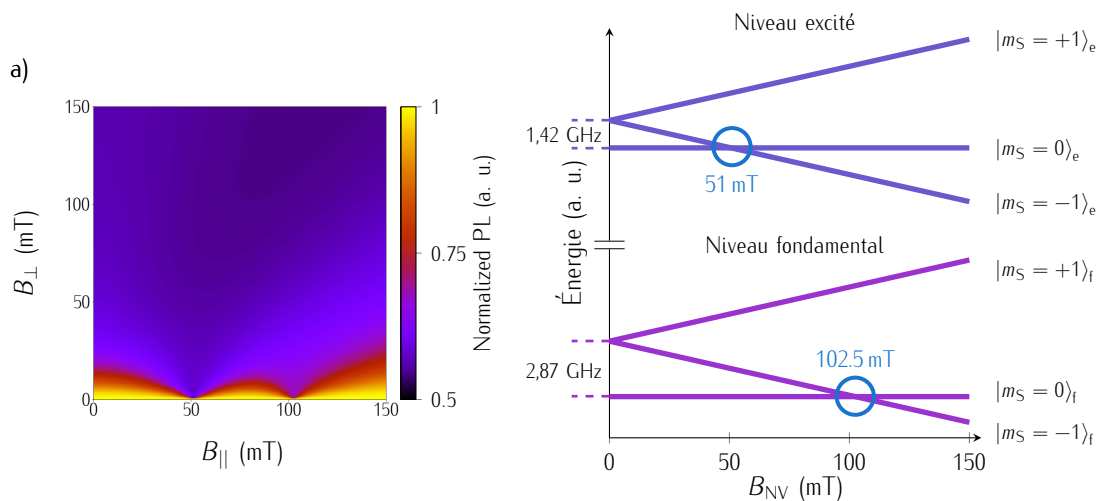 a)
150
100
50
0
0
50
100
150
B⊥ (mT)
B|| (mT)
1
0.75
0.5
Normalized PL (a. u.)
Niveau excité
|mS = +1⟩e
1,42 GHz
|mS = 0⟩e
51 mT
|mS = −1⟩e
Énergie (a. u.)
Niveau fondamental
|mS = +1⟩f
102.5 mT
2,87 GHz
|mS = 0⟩f
|mS = −1⟩f
0
50
100
150
BNV (mT)